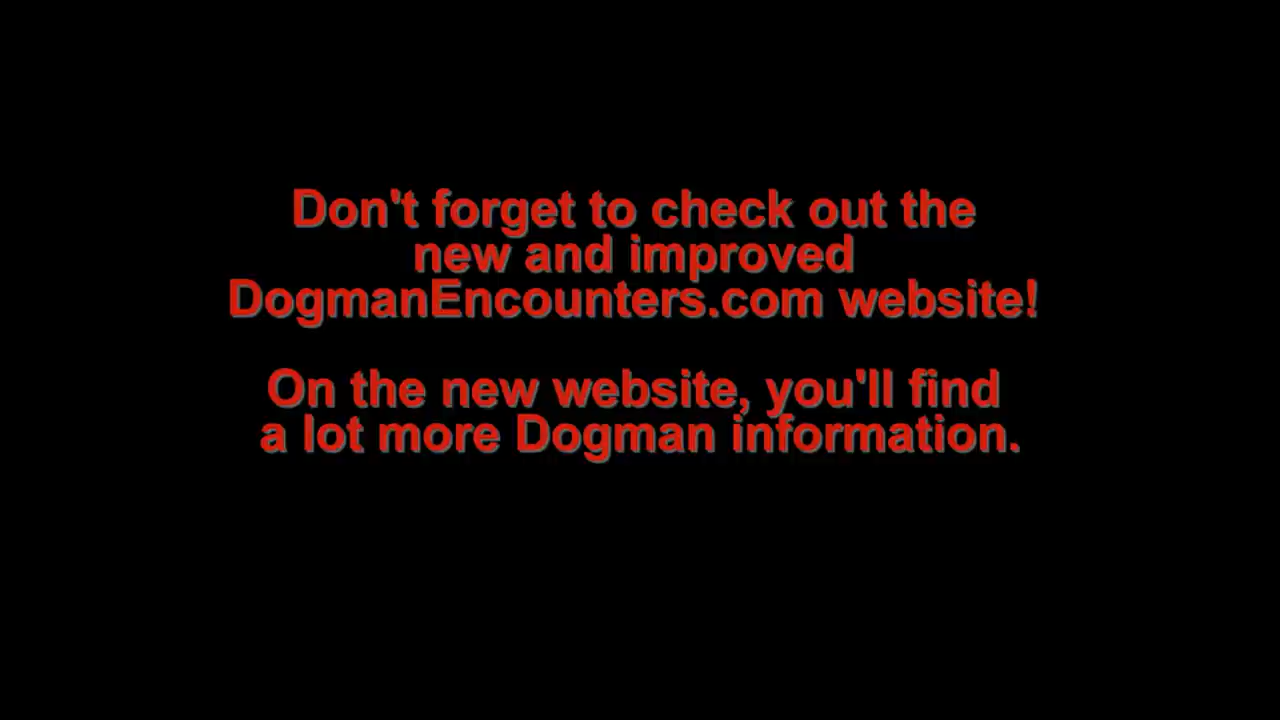 Don't forget to check out the
new and improved
DogmanEncounters.com website!
On the new website, you'll find
a lot more Dogman information.